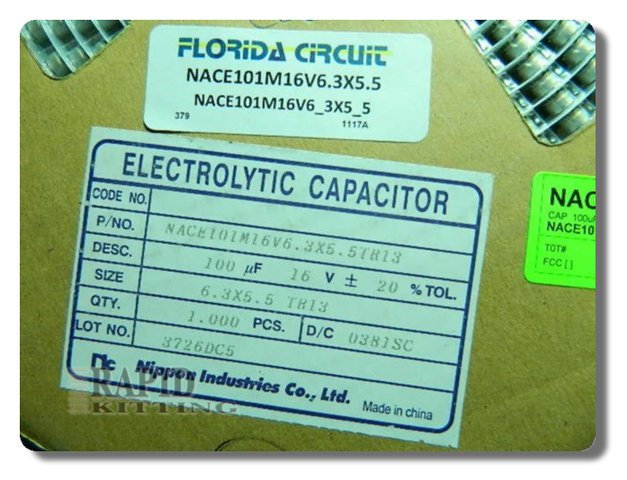 FLORIDA CIRCUIT
NACE101M16V6.3X5.5
NACE101M16V6_3X5_5
379 1117A
ELECTROLYTIC CAPACITOR
CODE NO.
P/NO. NACE101M16V6.3X5.5TR13
DESC. 100 µF 16 V ± 20 % TOL.
SIZE 6.3X5.5 TR13
QTY. 1.000 PCS. D/C 0381SC
LOT NO. 3726DC5
nic Nippon Industries Co., Ltd.
Made in china
RAPID
KITTING
NAC
CAP 100uF
NACE10
TOT#
FCC[]